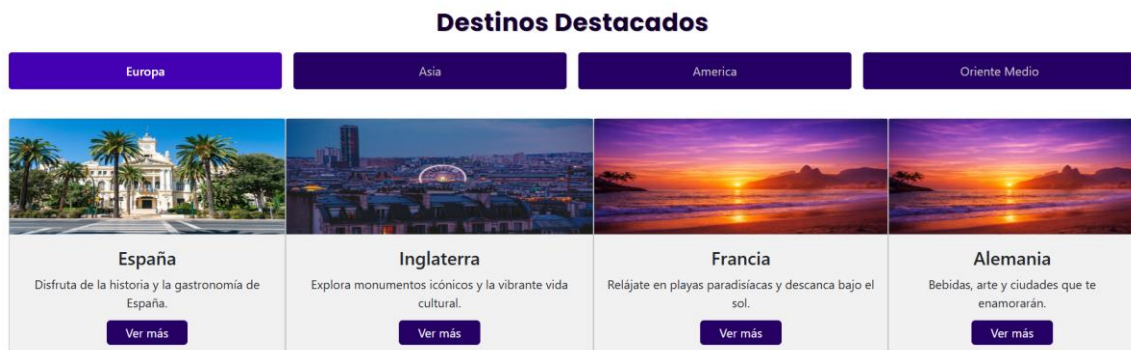 Destinos Destacados
Europa
Asia
America
Oriente Medio
España
Disfruta de la historia y la gastronomía de
España.
Ver más
Inglaterra
Explora monumentos icónicos y la vibrante vida
cultural.
Ver más
Francia
Relájate en playas paradisíacas y descanca bajo el
sol.
Ver más
Alemania
Bebidas, arte y ciudades que te
enamorarán.
Ver más